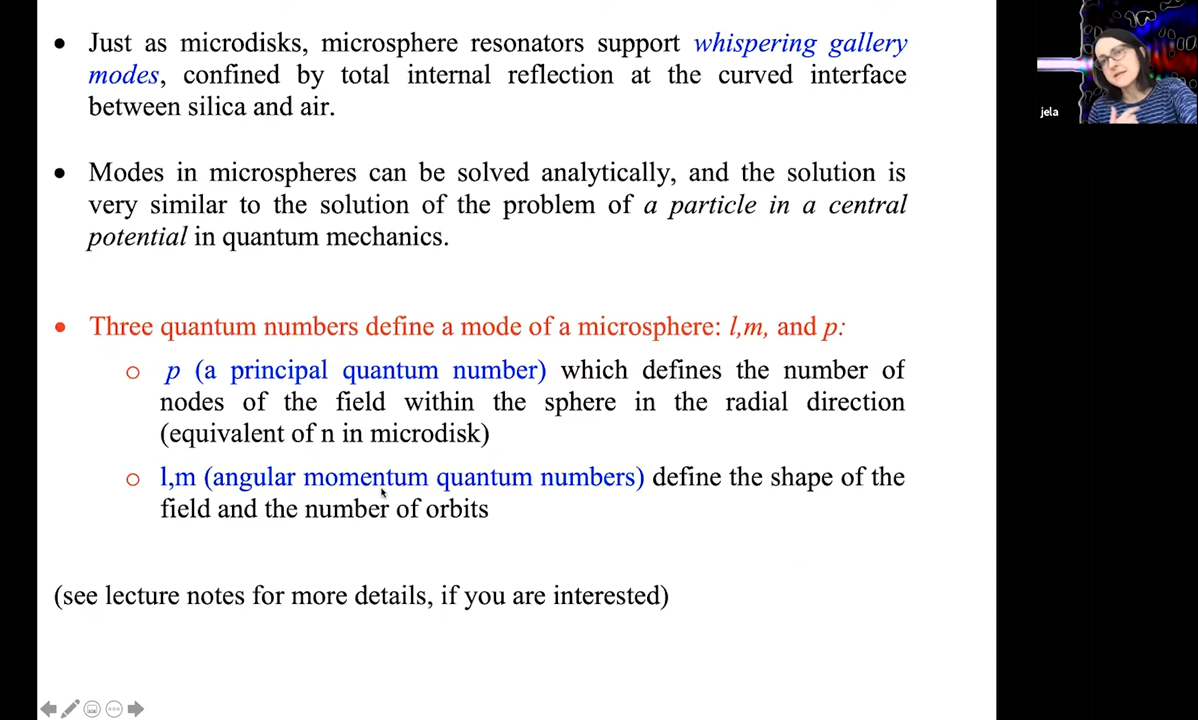 • Just as microdisks, microsphere resonators support whispering gallery
modes, confined by total internal reflection at the curved interface
between silica and air.
• Modes in microspheres can be solved analytically, and the solution is
very similar to the solution of the problem of a particle in a central
potential in quantum mechanics.
• Three quantum numbers define a mode of a microsphere: l,m, and p:
o p (a principal quantum number) which defines the number of
nodes of the field within the sphere in the radial direction
(equivalent of n in microdisk)
o l,m (angular momentum quantum numbers) define the shape of the
field and the number of orbits
(see lecture notes for more details, if you are interested)
jela